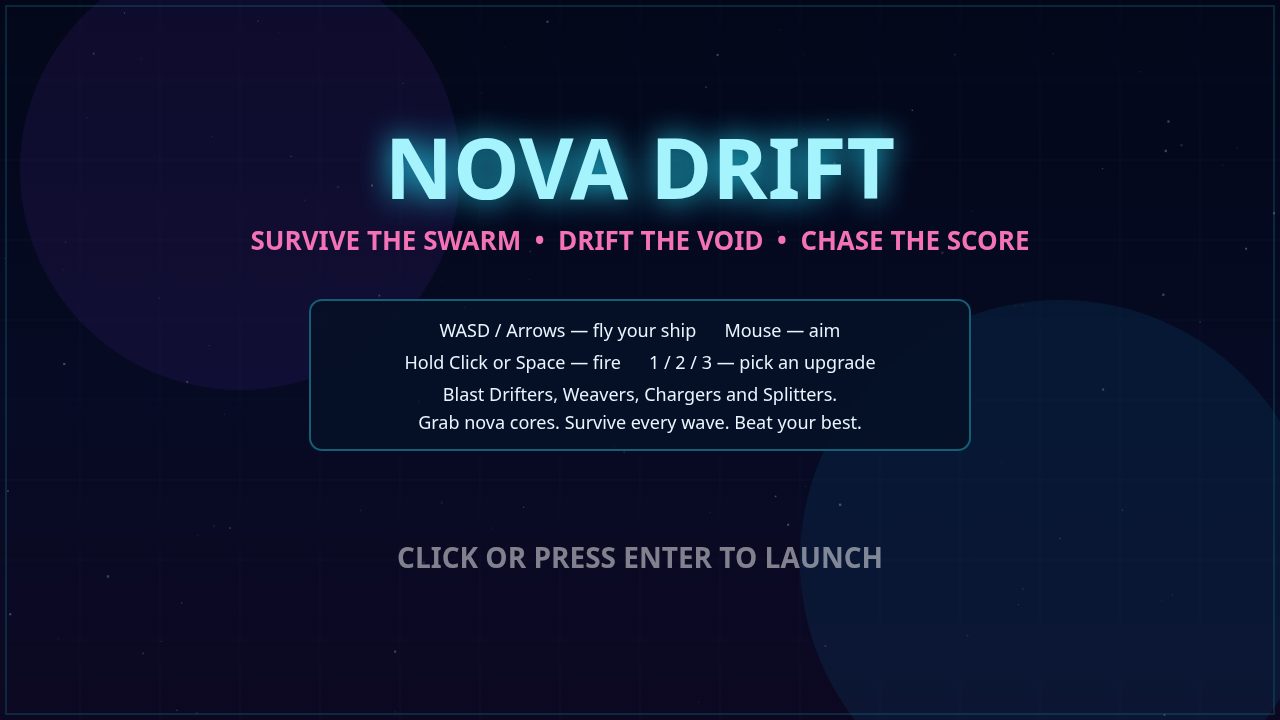 NOVA DRIFT
SURVIVE THE SWARM • DRIFT THE VOID • CHASE THE SCORE
WASD / Arrows — fly your ship Mouse — aim
Hold Click or Space — fire 1 / 2 / 3 — pick an upgrade
Blast Drifters, Weavers, Chargers and Splitters.
Grab nova cores. Survive every wave. Beat your best.
CLICK OR PRESS ENTER TO LAUNCH